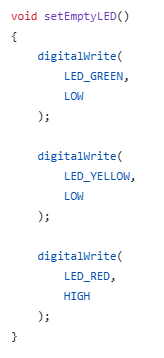 void setEmptyLED()
{
    digitalWrite(
        LED_GREEN,
        LOW
    );

    digitalWrite(
        LED_YELLOW,
        LOW
    );

    digitalWrite(
        LED_RED,
        HIGH
    );
}